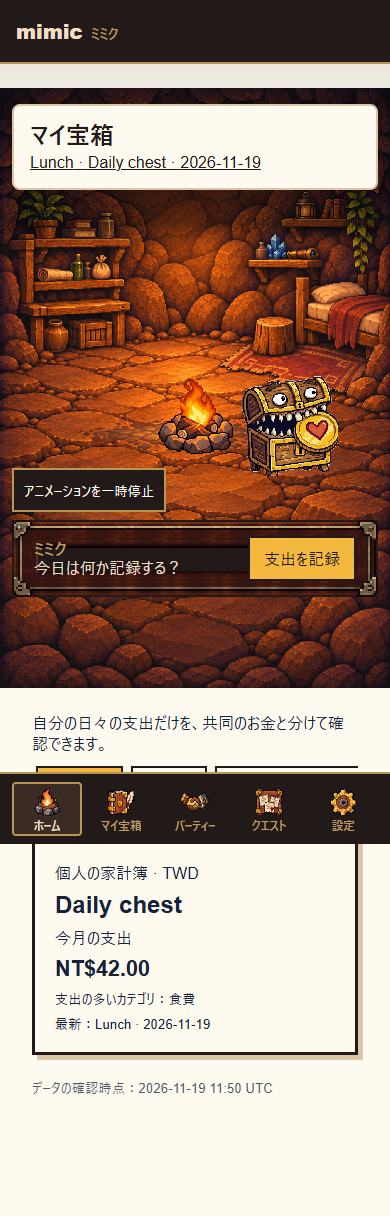 mimic ミミク
マイ宝箱
Lunch · Daily chest · 2026-11-19
アニメーションを一時停止
ミミク
今日は何か記録する？
支出を記録
自分の日々の支出だけを、共同のお金と分けて確
認できます。
ホーム
マイ宝箱
パーティー
クエスト
設定
個人の家計簿 · TWD
Daily chest
今月の支出
NT$42.00
支出の多いカテゴリ：食費
最新：Lunch · 2026-11-19
データの確認時点：2026-11-19 11:50 UTC